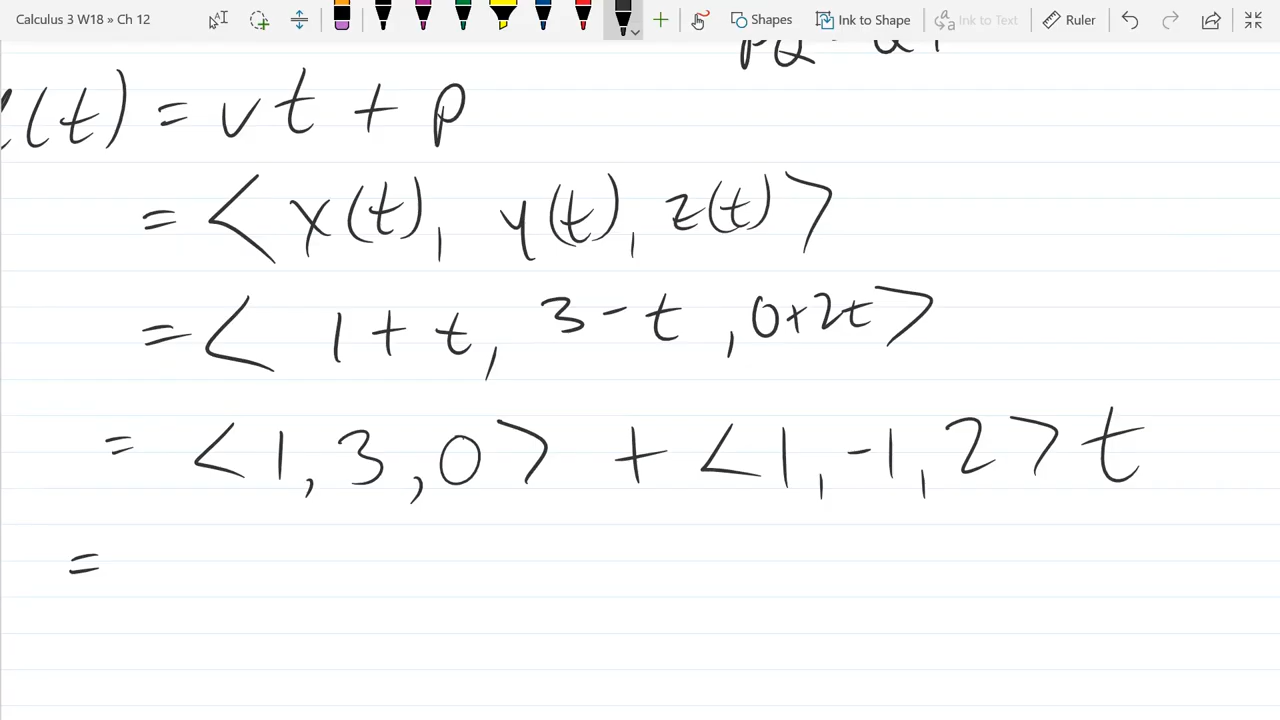 Calculus 3 W18 » Ch 12
Shapes
Ink to Shape
Ink to Text
Ruler
(t) = vt + p
= < x(t), y(t), z(t) >
= < 1 + t, 3 - t, 0+2t >
= < 1, 3, 0 > + < 1, -1, 2 > t
=